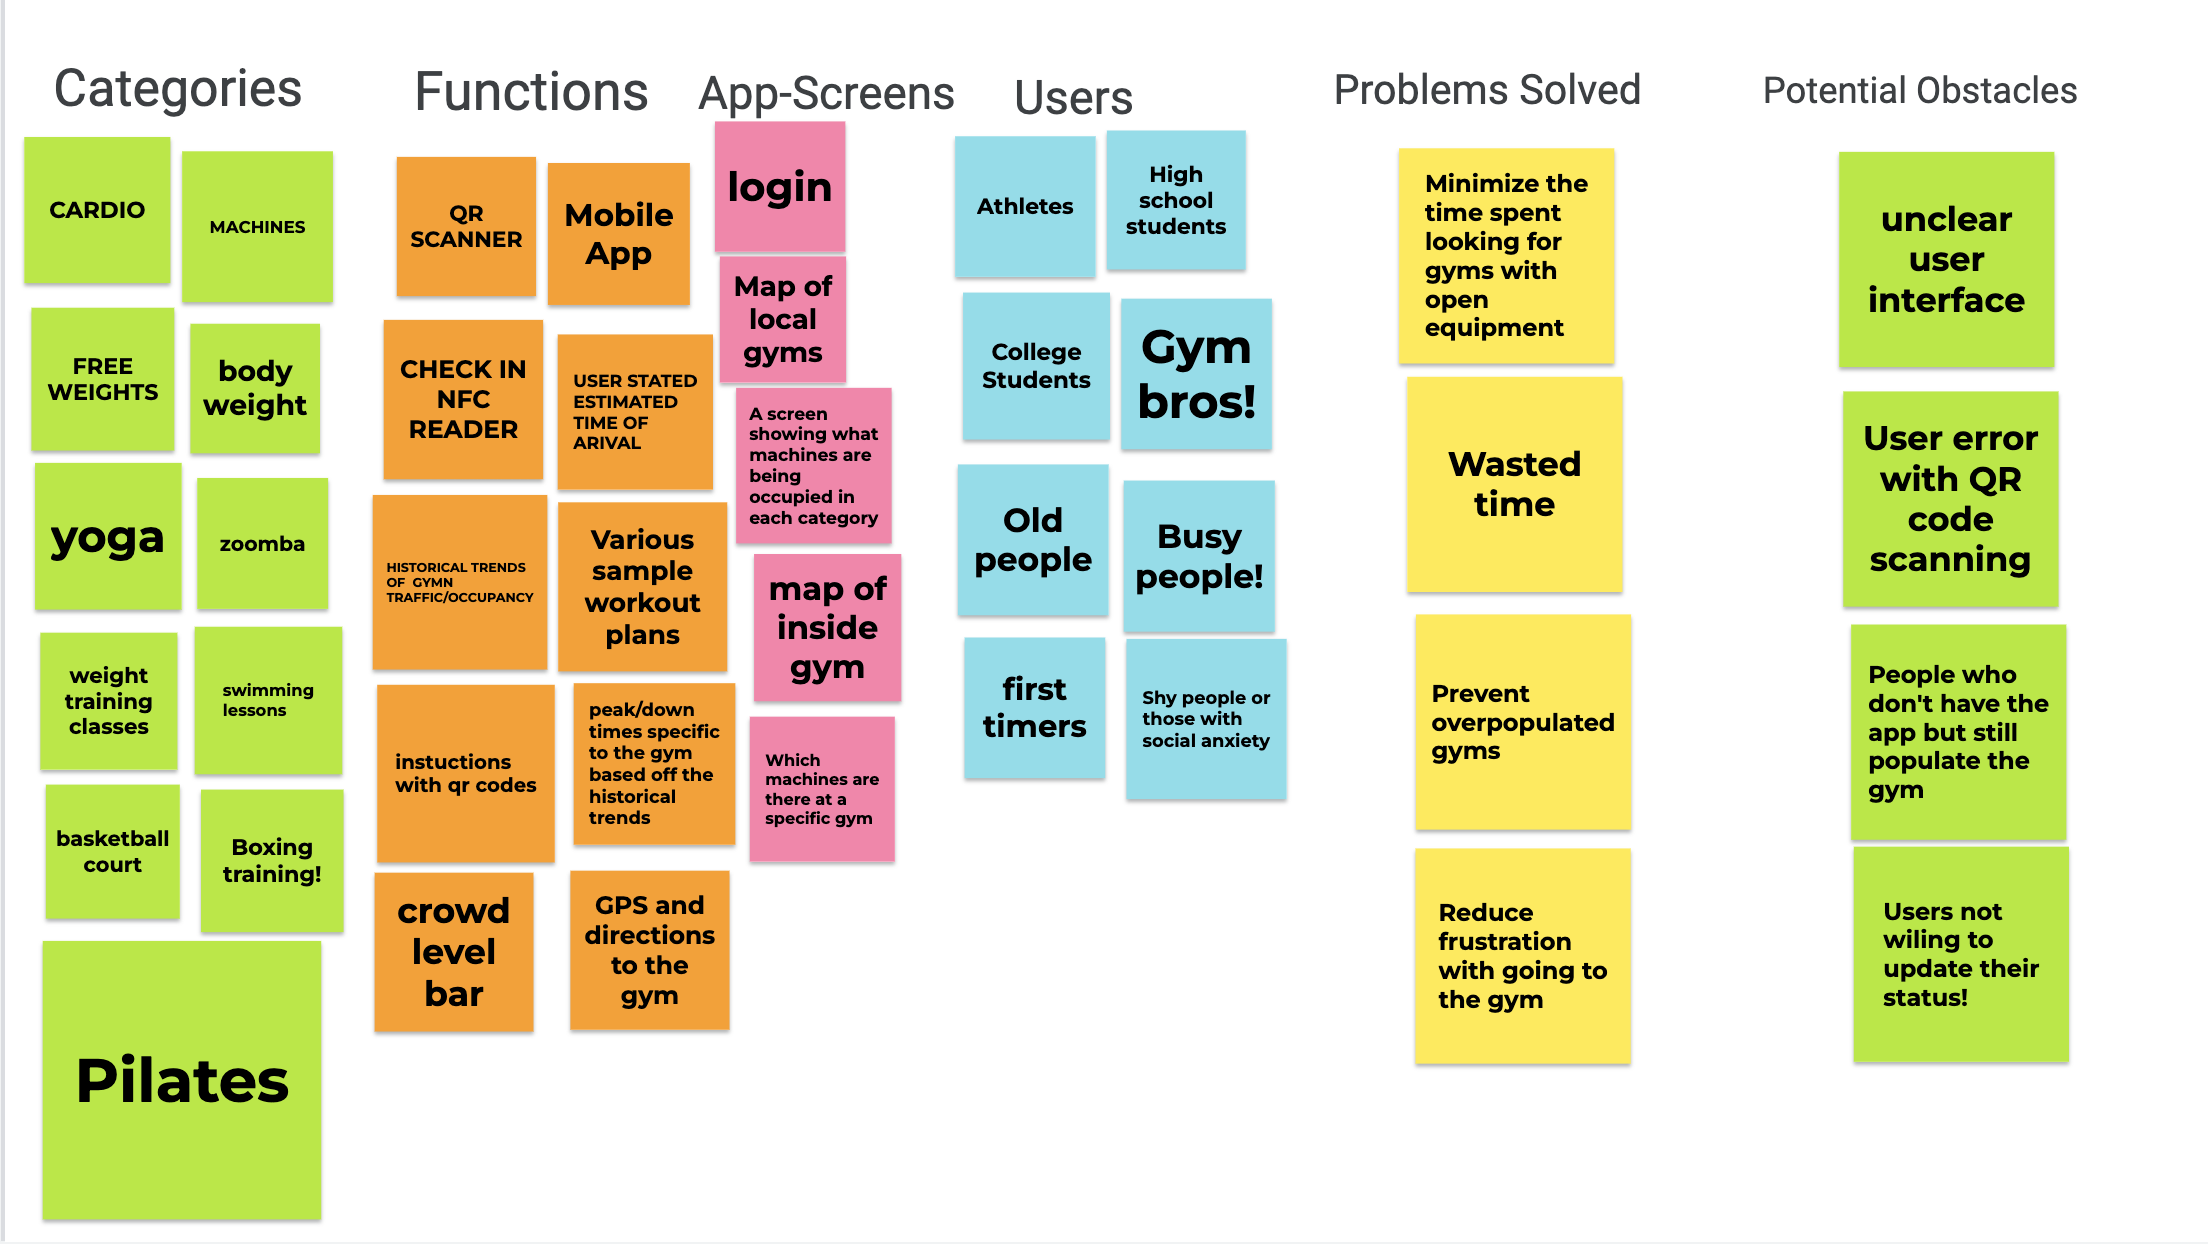 Categories
CARDIO
MACHINES
FREE
WEIGHTS
body
weight
yoga
zoomba
weight
training
classes
swimming
lessons
basketball
court
Boxing
training!
Pilates
Functions
QR
SCANNER
Mobile
App
CHECK IN
NFC
READER
USER STATED
ESTIMATED
TIME OF
ARIVAL
HISTORICAL TRENDS
OF GYMN
TRAFFIC/OCCUPANCY
Various
sample
workout
plans
instuctions
with qr codes
peak/down
times specific
to the gym
based off the
historical
trends
crowd
level
bar
GPS and
directions
to the
gym
App-Screens
login
Map of
local
gyms
A screen
showing what
machines are
being
occupied in
each category
map of
inside
gym
Which
machines are
there at a
specific gym
Users
Athletes
High
school
students
College
Students
Gym
bros!
Old
people
Busy
people!
first
timers
Shy people or
those with
social anxiety
Problems Solved
Minimize the
time spent
looking for
gyms with
open
equipment
Wasted
time
Prevent
overpopulated
gyms
Reduce
frustration
with going to
the gym
Potential Obstacles
unclear
user
interface
User error
with QR
code
scanning
People who
don't have the
app but still
populate the
gym
Users not
wiling to
update their
status!